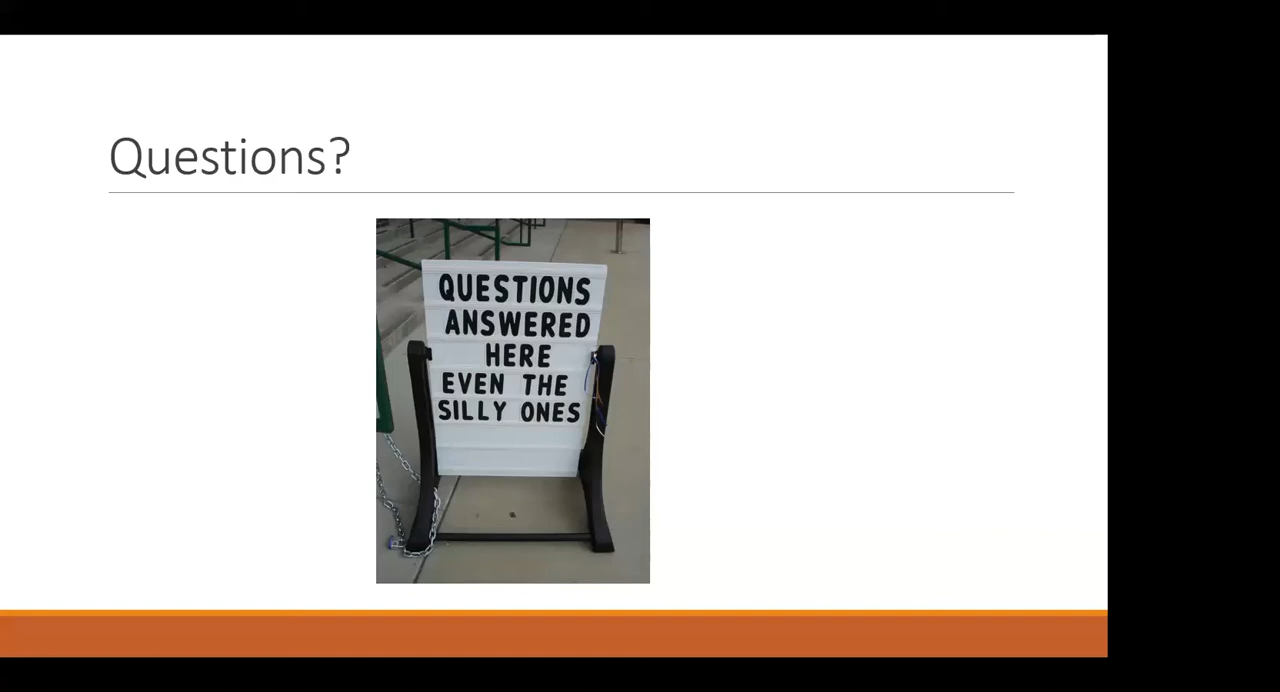 Questions?
QUESTIONS
ANSWERED
HERE
EVEN THE
SILLY ONES